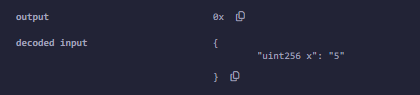 output 0x
decoded input {
"uint256 x": "5"
}